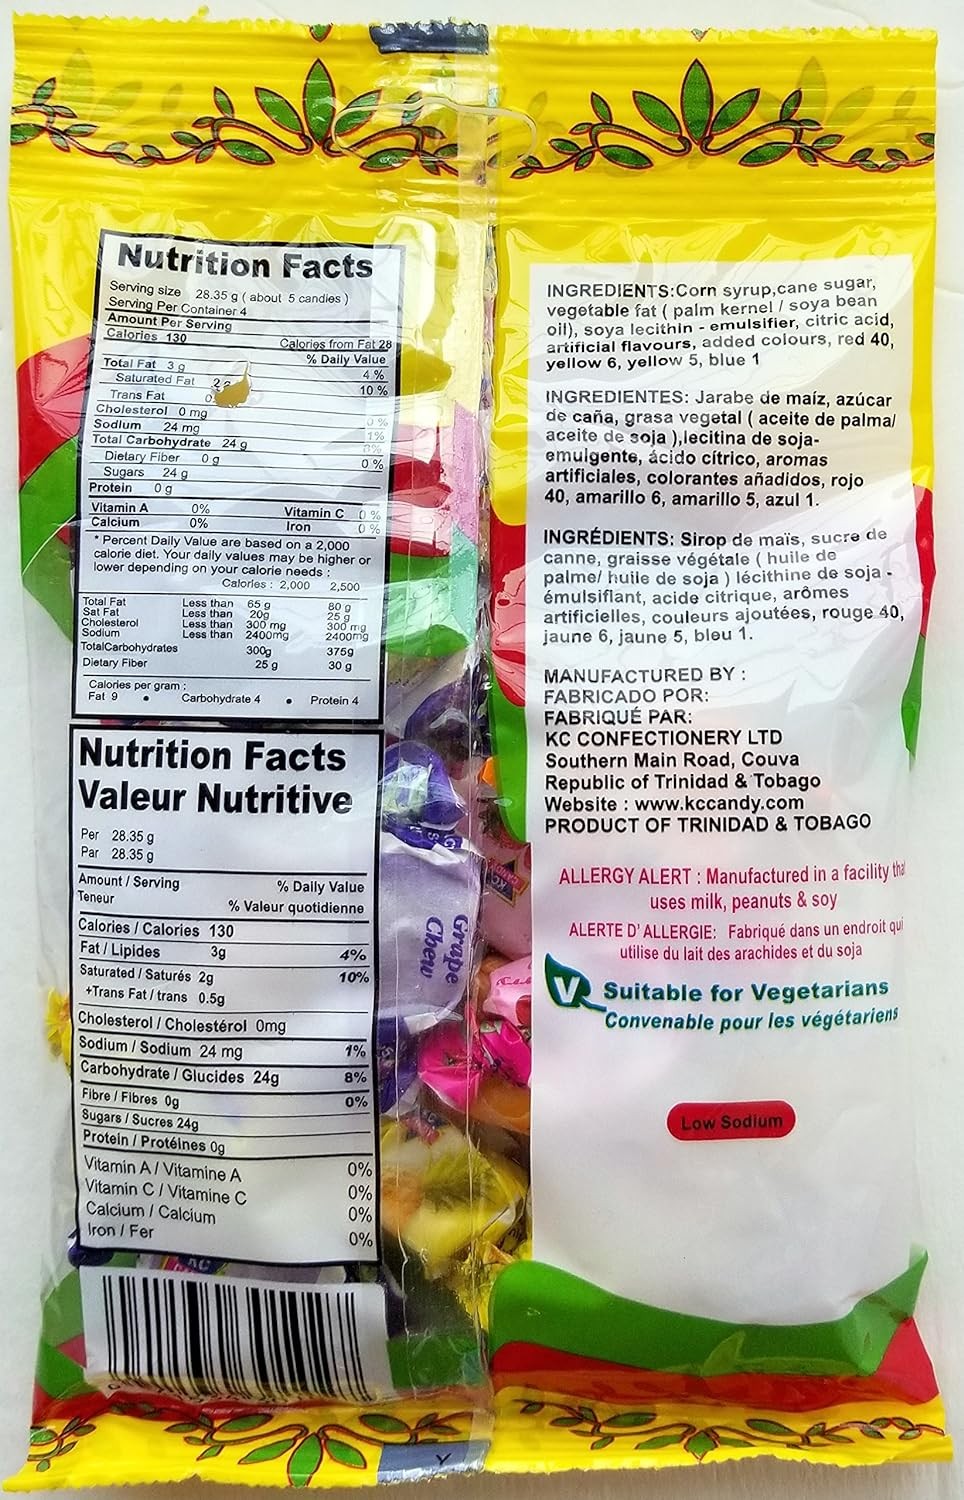 Nutrition Facts
Serving size 28.35 g ( about 5 candies )
Serving Per Container 4
Amount Per Serving
Calories 130 Calories from Fat 28
% Daily Value
Total Fat 3 g 4 %
Saturated Fat 10 %
Trans Fat
Cholesterol 0 mg 0 %
Sodium 24 mg 1%
Total Carbohydrate 24 g 8%
Dietary Fiber 0 g 0 %
Sugars 24 g
Protein 0 g
Vitamin A 0% Vitamin C 0 %
Calcium 0% Iron 0 %
* Percent Daily Value are based on a 2,000
calorie diet. Your daily values may be higher or
lower depending on your calorie needs :
Calories : 2,000 2,500
Total Fat Less than 65 g 80 g
Sat Fat Less than 20g 25 g
Cholesterol Less than 300 mg 300 mg
Sodium Less than 2400mg 2400mg
TotalCarbohydrates 300g 375g
Dietary Fiber 25 g 30 g
Calories per gram :
Fat 9 • Carbohydrate 4 • Protein 4
Nutrition Facts
Valeur Nutritive
Per 28.35 g
Par 28.35 g
Amount / Serving % Daily Value
Teneur % Valeur quotidienne
Calories / Calories 130
Fat / Lipides 3g 4%
Saturated / Saturés 2g 10%
+Trans Fat / trans 0.5g
Cholesterol / Cholestérol 0mg
Sodium / Sodium 24 mg 1%
Carbohydrate / Glucides 24g 8%
Fibre / Fibres 0g 0%
Sugars / Sucres 24g
Protein / Protéines 0g
Vitamin A / Vitamine A 0%
Vitamin C / Vitamine C 0%
Calcium / Calcium 0%
Iron / Fer 0%
Grape
Chew
KC
CANDY
KC
Y
INGREDIENTS:Corn syrup,cane sugar,
vegetable fat ( palm kernel / soya bean
oil), soya lecithin - emulsifier, citric acid,
artificial flavours, added colours, red 40,
yellow 6, yellow 5, blue 1
INGREDIENTES: Jarabe de maíz, azúcar
de caña, grasa vegetal ( aceite de palma/
aceite de soja ),lecitina de soja-
emulgente, ácido cítrico, aromas
artificiales, colorantes añadidos, rojo
40, amarillo 6, amarillo 5, azul 1.
INGRÉDIENTS: Sirop de maïs, sucre de
canne, graisse végétale ( huile de
palme/ huile de soja ) lécithine de soja -
émulsifiant, acide citrique, arômes
artificielles, couleurs ajoutées, rouge 40,
jaune 6, jaune 5, bleu 1.
MANUFACTURED BY :
FABRICADO POR:
FABRIQUÉ PAR:
KC CONFECTIONERY LTD
Southern Main Road, Couva
Republic of Trinidad & Tobago
Website : www.kccandy.com
PRODUCT OF TRINIDAD & TOBAGO
ALLERGY ALERT : Manufactured in a facility tha
uses milk, peanuts & soy
ALERTE D' ALLERGIE: Fabriqué dans un endroit qui
utilise du lait des arachides et du soja
V Suitable for Vegetarians
Convenable pour les végétariens
Low Sodium